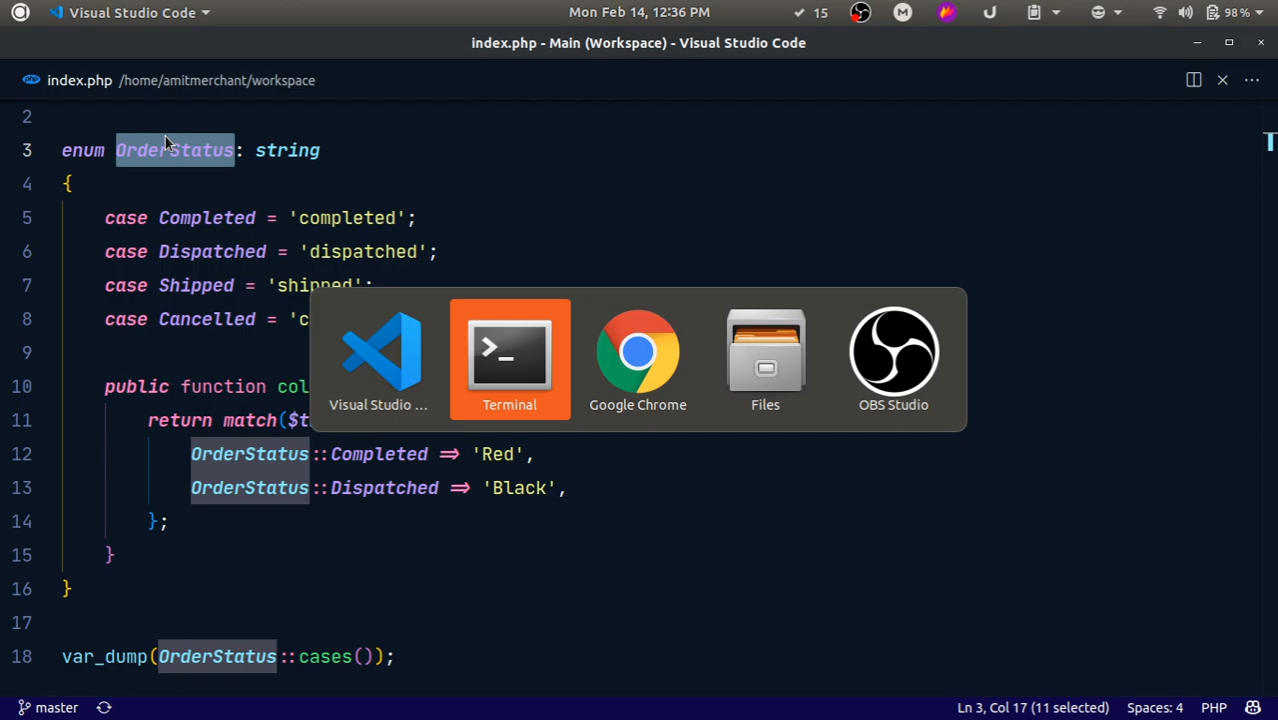 Visual Studio Code
Mon Feb 14, 12:36 PM
15
98%
index.php - Main (Workspace) - Visual Studio Code
index.php /home/amitmerchant/workspace
2
3 enum OrderStatus: string
4 {
5 case Completed = 'completed';
6 case Dispatched = 'dispatched';
7 case Shipped = 'shipped';
8 case Cancelled = 'c
Visual Studio ...
Terminal
Google Chrome
Files
OBS Studio
9
10 public function col
11 return match($t
12 OrderStatus::Completed => 'Red',
13 OrderStatus::Dispatched => 'Black',
14 };
15 }
16 }
17
18 var_dump(OrderStatus::cases());
master
Ln 3, Col 17 (11 selected)
Spaces: 4
PHP